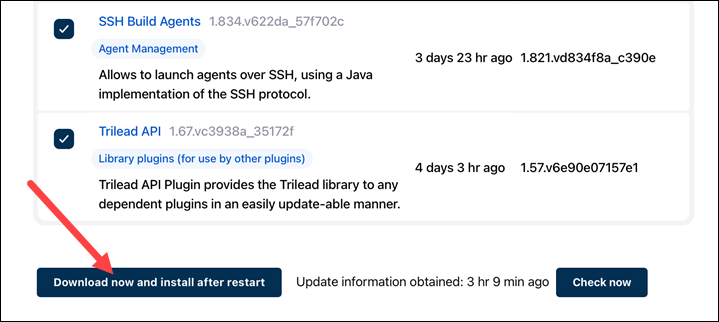 SSH Build Agents 1.834.v622da_57f702c
Agent Management
3 days 23 hr ago 1.821.vd834f8a_c390e
Allows to launch agents over SSH, using a Java
implementation of the SSH protocol.
Trilead API 1.67.vc3938a_35172f
Library plugins (for use by other plugins)
4 days 3 hr ago 1.57.v6e90e07157e1
Trilead API Plugin provides the Trilead library to any
dependent plugins in an easily update-able manner.
Download now and install after restart Update information obtained: 3 hr 9 min ago Check now